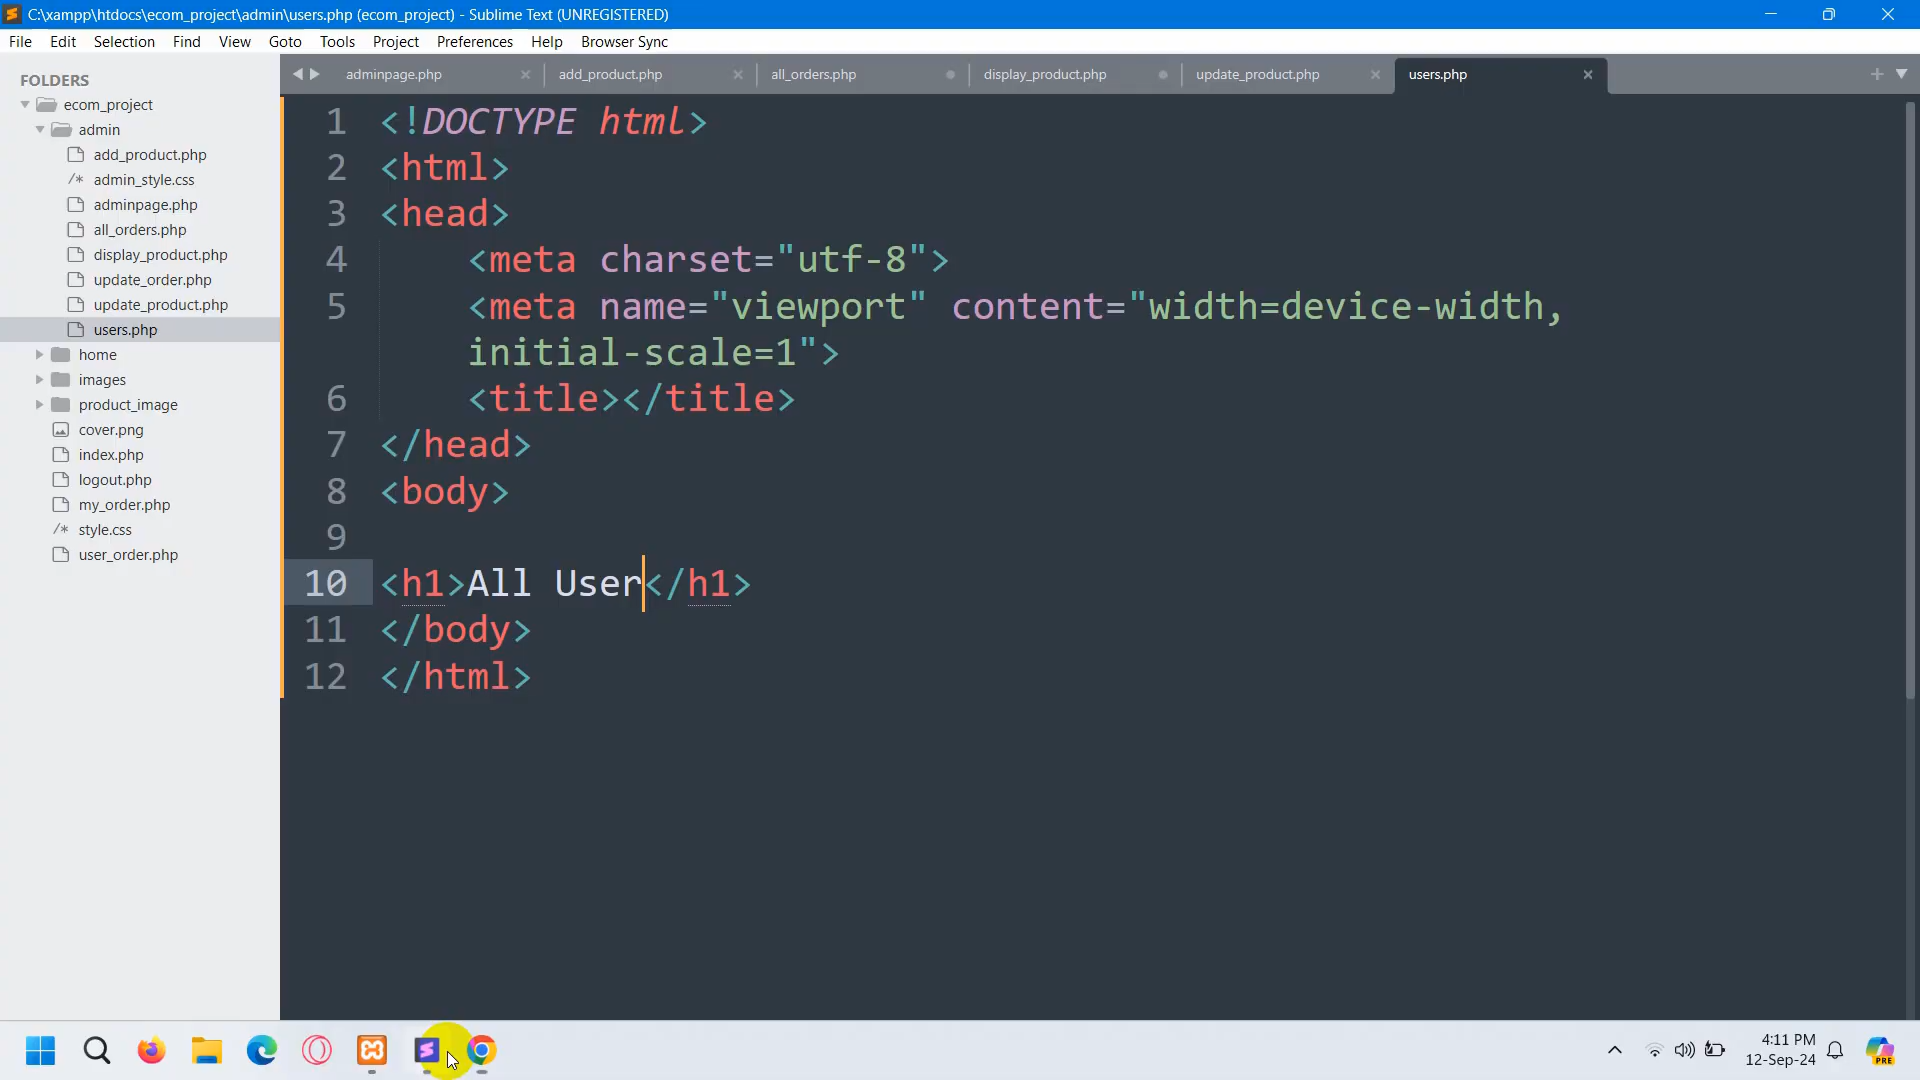 C:\xampp\htdocs\ecom_project\admin\users.php (ecom_project) - Sublime Text (UNREGISTERED)
File Edit Selection Find View Goto Tools Project Preferences Help Browser Sync
FOLDERS
ecom_project
admin
add_product.php
/* admin_style.css
adminpage.php
all_orders.php
display_product.php
update_order.php
update_product.php
users.php
home
images
product_image
cover.png
index.php
logout.php
my_order.php
/* style.css
user_order.php
adminpage.php × add_product.php × all_orders.php display_product.php update_product.php × users.php ×
1 <!DOCTYPE html>
2 <html>
3 <head>
4 <meta charset="utf-8">
5 <meta name="viewport" content="width=device-width,
initial-scale=1">
6 <title></title>
7 </head>
8 <body>
9
10 <h1>All User</h1>
11 </body>
12 </html>
4:11 PM
12-Sep-24
PRE